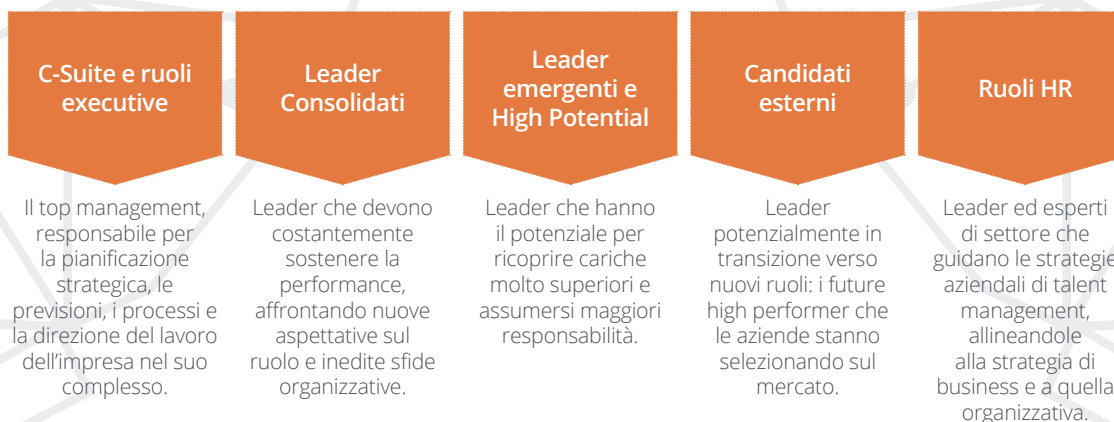 C-Suite e ruoli
executive
Il top management,
responsabile per
la pianificazione
strategica, le
previsioni, i processi e
la direzione del lavoro
dell'impresa nel suo
complesso.
Leader
Consolidati
Leader che devono
costantemente
sostenere la
performance,
affrontando nuove
aspettative sul
ruolo e inedite sfide
organizzative.
Leader
emergenti e
High Potential
Leader che hanno
il potenziale per
ricoprire cariche
molto superiori e
assumersi maggiori
responsabilità.
Candidati
esterni
Leader
potenzialmente in
transizione verso
nuovi ruoli: i future
high performer che
le aziende stanno
selezionando sul
mercato.
Ruoli HR
Leader ed esperti
di settore che
guidano le strategie
aziendali di talent
management,
allineandole
alla strategia di
business e a quella
organizzativa.